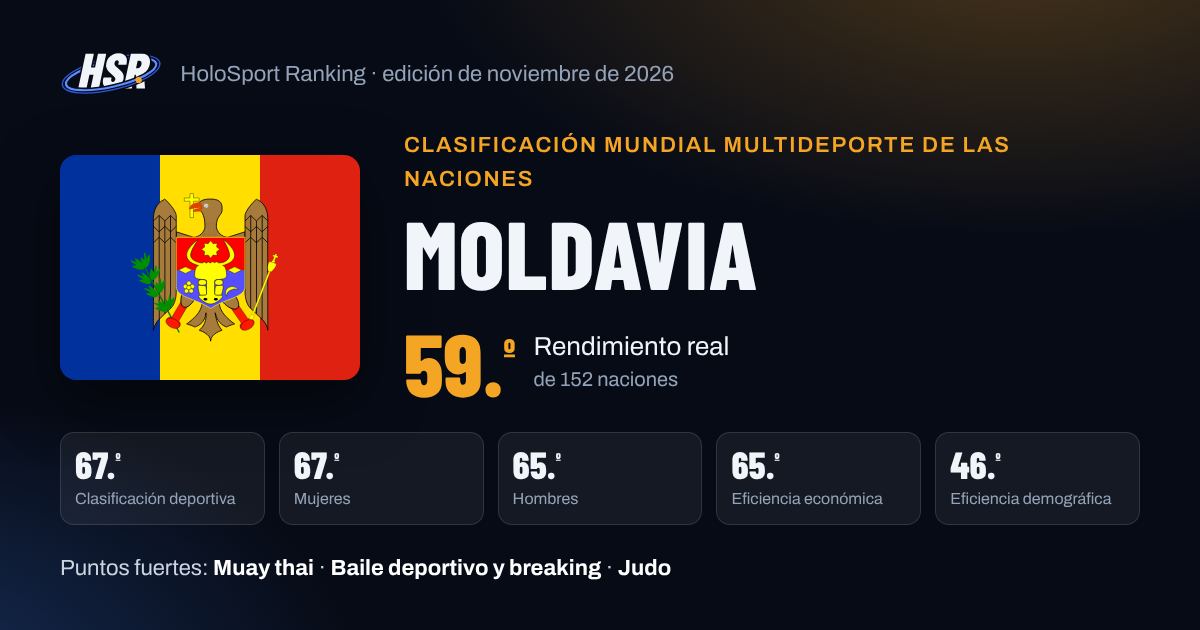 HSR
HoloSport Ranking · edición de noviembre de 2026
CLASIFICACIÓN MUNDIAL MULTIDEPORTE DE LAS
NACIONES
MOLDAVIA
59.º
Rendimiento real
de 152 naciones
67.º
Clasificación deportiva
67.º
Mujeres
65.º
Hombres
65.º
Eficiencia económica
46.º
Eficiencia demográfica
Puntos fuertes: Muay thai · Baile deportivo y breaking · Judo